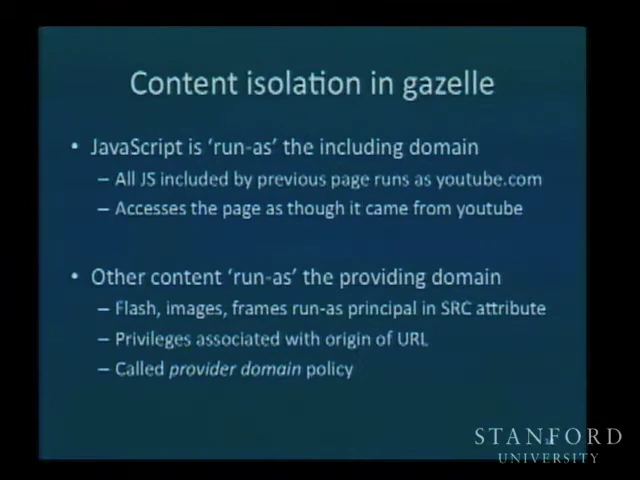 Content isolation in gazelle
• JavaScript is 'run-as' the including domain
– All JS included by previous page runs as youtube.com
– Accesses the page as though it came from youtube
• Other content 'run-as' the providing domain
– Flash, images, frames run-as principal in SRC attribute
– Privileges associated with origin of URL
– Called provider domain policy
STANFORD
UNIVERSITY